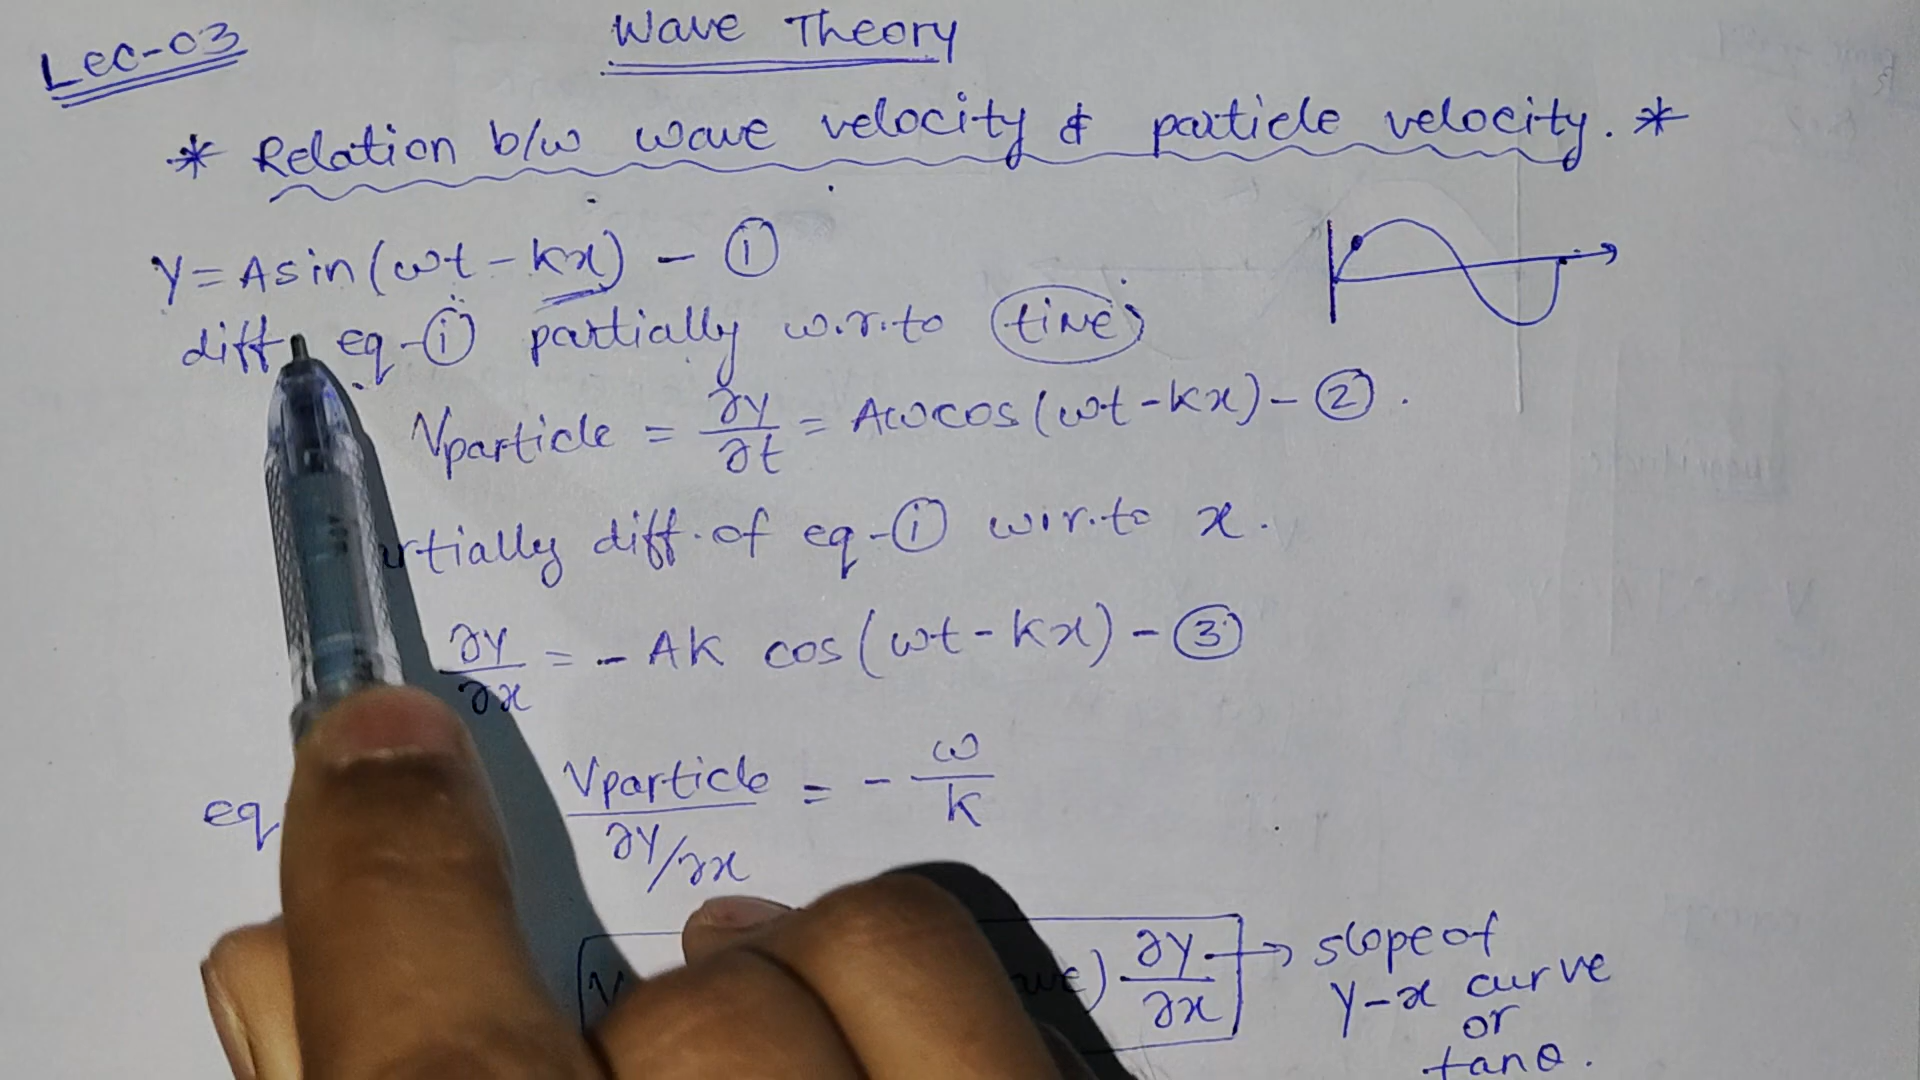 Lec-03
Wave Theory
* Relation b/w wave velocity & particle velocity. *
Y = A sin (ωt - kx) - ①
diff. eq-① partially w.r.to time
Vparticle = ∂y/∂t = Aω cos (ωt - kx) - ②.
rtially diff. of eq-① w.r.to x.
∂y/∂x = - AK cos (ωt - kx) - ③
eq Vparticle / ∂y/∂x = - ω/k
) ∂y/∂x → slope of
y-x curve
or
tanθ.